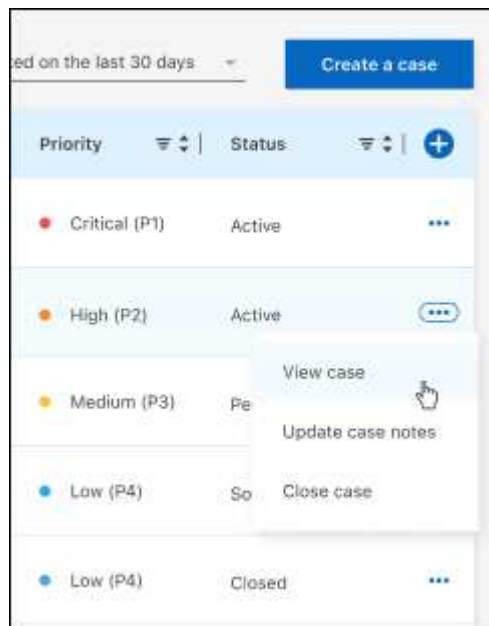 ed on the last 30 days
Create a case
Priority
Status
Critical (P1)
Active
High (P2)
Active
View case
Medium (P3)
Pe
Update case notes
Low (P4)
So
Close case
Low (P4)
Closed